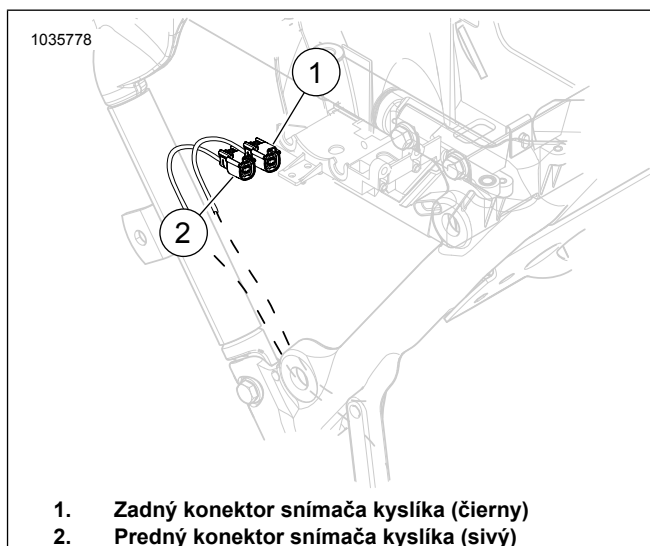 1035778
1
2
1. Zadný konektor snímača kyslíka (čierny)
2. Predný konektor snímača kyslíka (sivý)